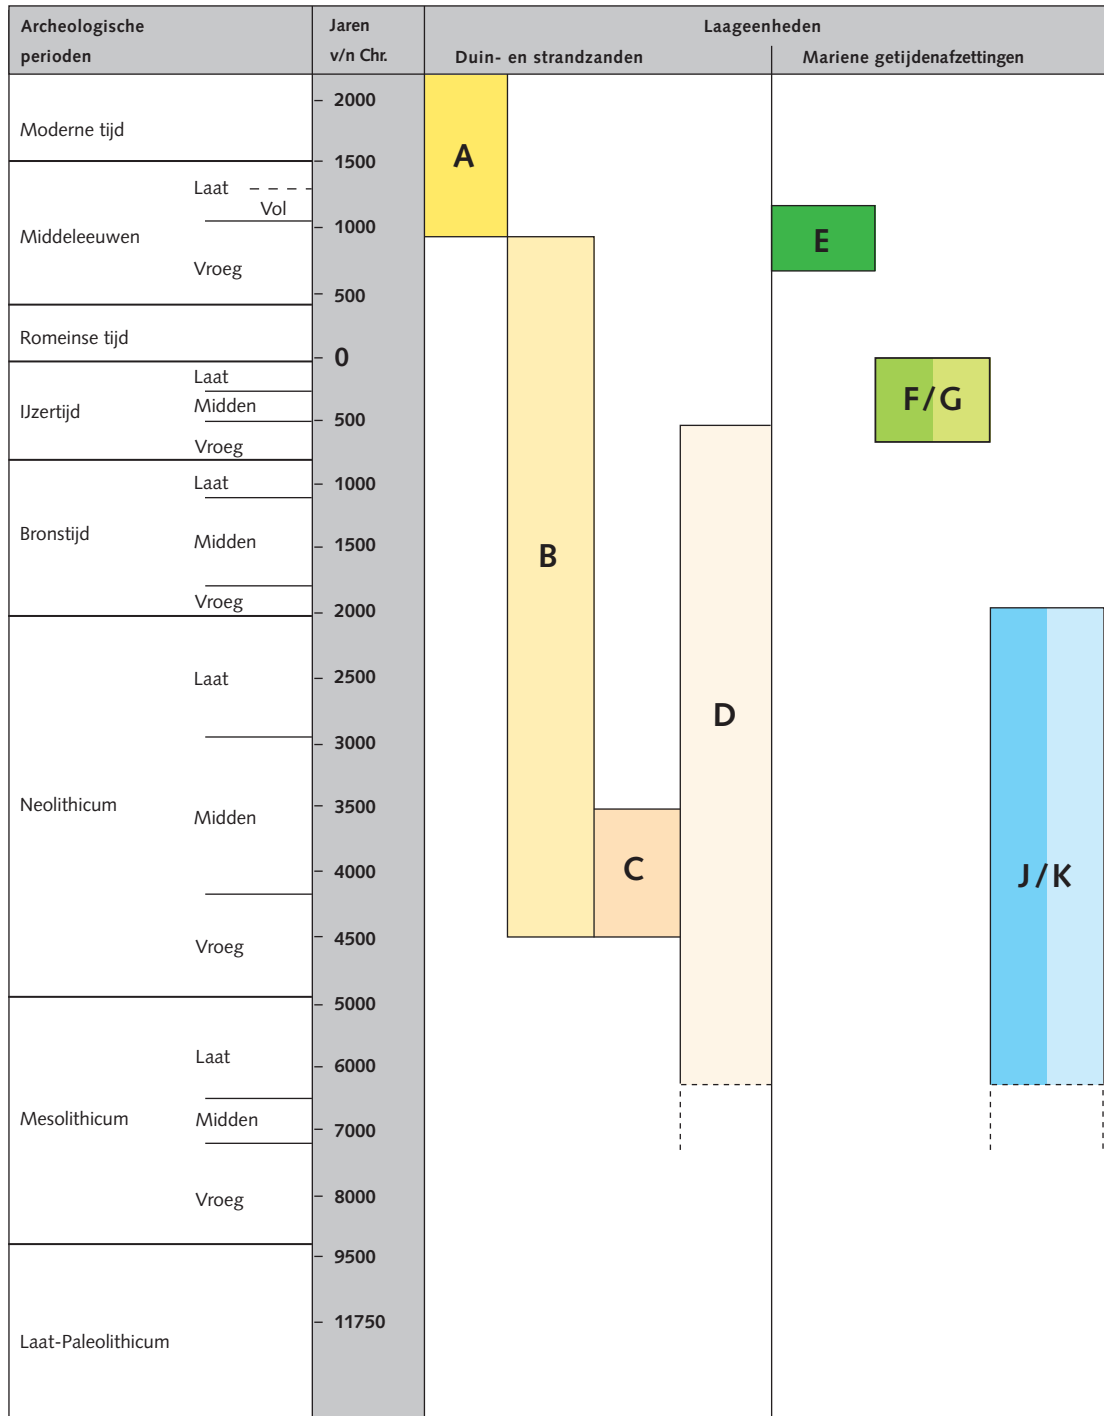 Archeologische
perioden
Jaren
v/n Chr.
Laageenheden
Duin- en strandzanden
Mariene getijdenafzettingen
Moderne tijd
Middeleeuwen
Laat
Vol
Vroeg
Romeinse tijd
IJzertijd
Laat
Midden
Vroeg
Bronstijd
Laat
Midden
Vroeg
Neolithicum
Laat
Midden
Vroeg
Mesolithicum
Laat
Midden
Vroeg
Laat-Paleolithicum
2000
1500
1000
500
0
500
1000
1500
2000
2500
3000
3500
4000
4500
5000
6000
7000
8000
9500
11750
A
B
C
D
E
F/G
J/K